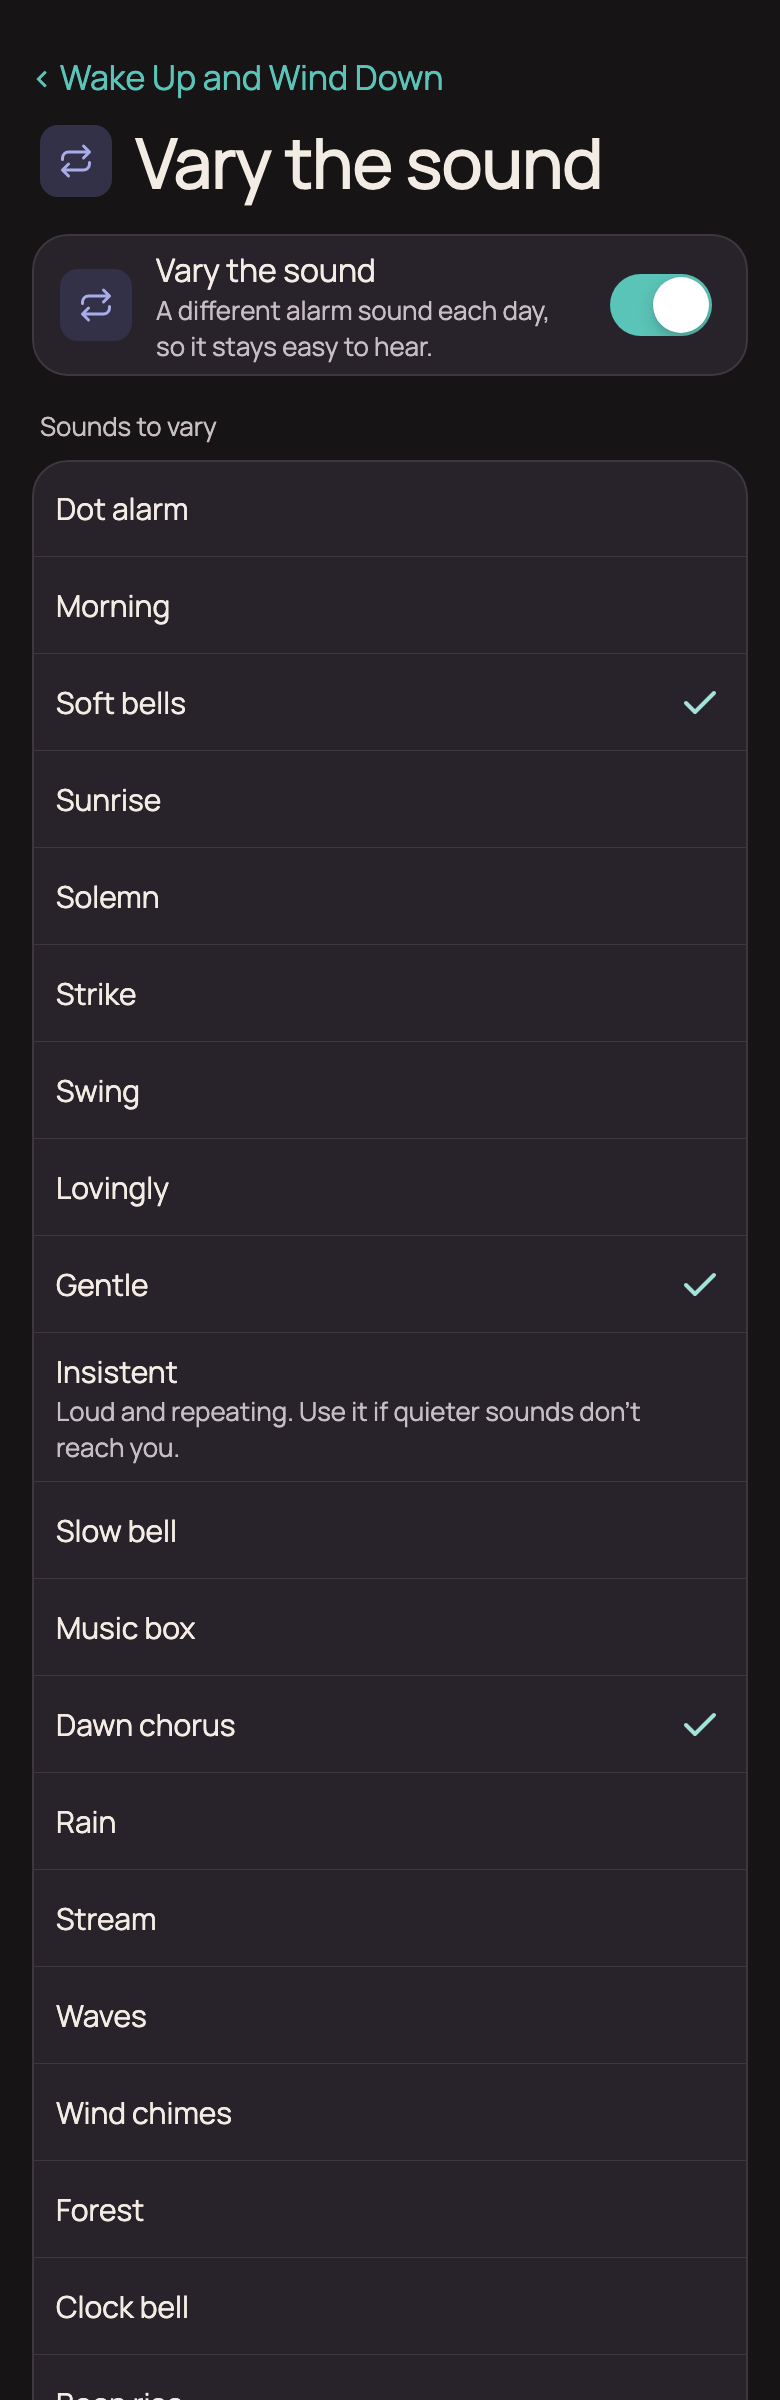 Wake Up and Wind Down
Vary the sound
Vary the sound
A different alarm sound each day,
so it stays easy to hear.
Sounds to vary
Dot alarm
Morning
Soft bells
Sunrise
Solemn
Strike
Swing
Lovingly
Gentle
Insistent
Loud and repeating. Use it if quieter sounds don’t
reach you.
Slow bell
Music box
Dawn chorus
Rain
Stream
Waves
Wind chimes
Forest
Clock bell